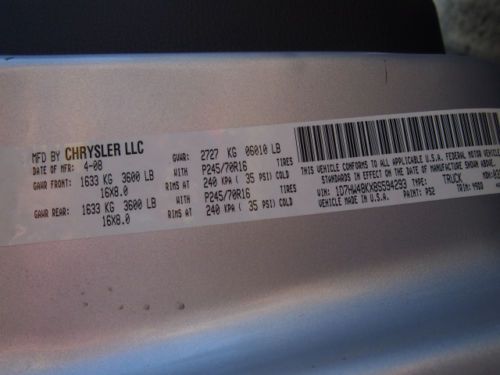 MFD BY CHRYSLER LLC
DATE OF MFR: 4-08 GVWR: 2727 KG 06010 LB
GAWR FRONT: 1633 KG 3600 LB WITH P245/70R16 TIRES
16X8.0 RIMS AT 240 KPA ( 35 PSI) COLD
GAWR REAR: 1633 KG 3600 LB WITH P245/70R16 TIRES
16X8.0 RIMS AT 240 KPA ( 35 PSI) COLD
THIS VEHICLE CONFORMS TO ALL APPLICABLE U.S.A. FEDERAL MOTOR VEHICLE
STANDARDS IN EFFECT ON THE DATE OF MANUFACTURE SHOWN ABOVE
VIN: 1D7HW48KX8S594293 TYPE: TRUCK
VEHICLE MADE IN U.S.A. PAINT: PS2 TRIM: